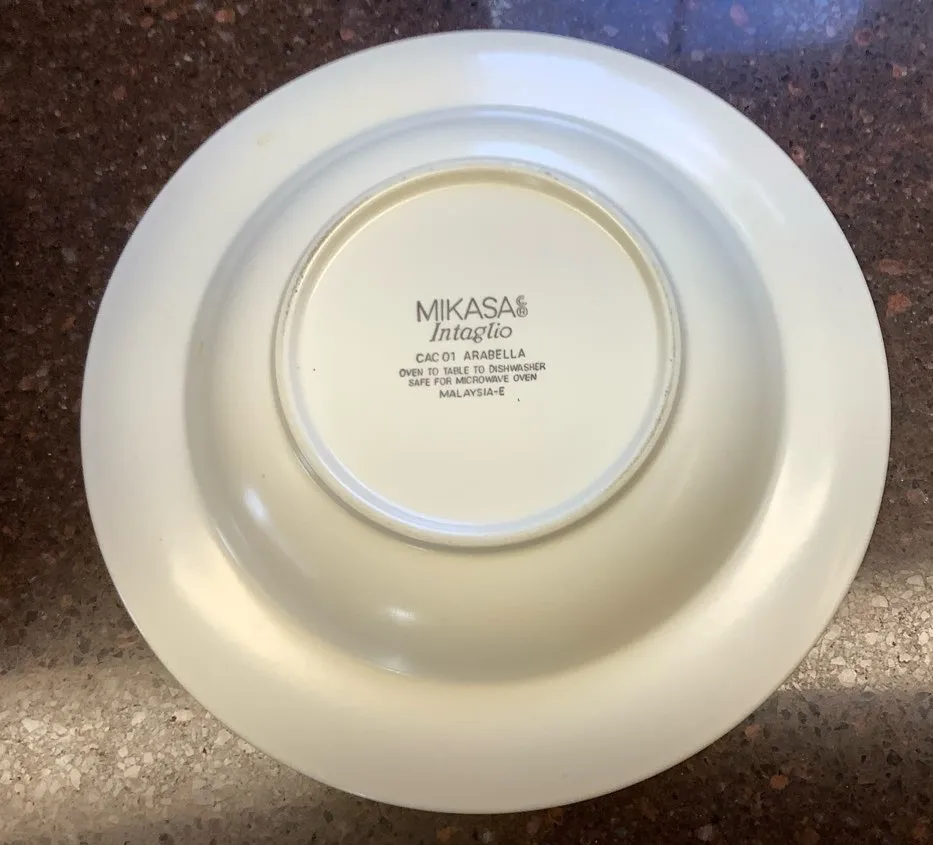 MIKASA©®
Intaglio
CAC 01 ARABELLA
OVEN TO TABLE TO DISHWASHER
SAFE FOR MICROWAVE OVEN
MALAYSIA-E